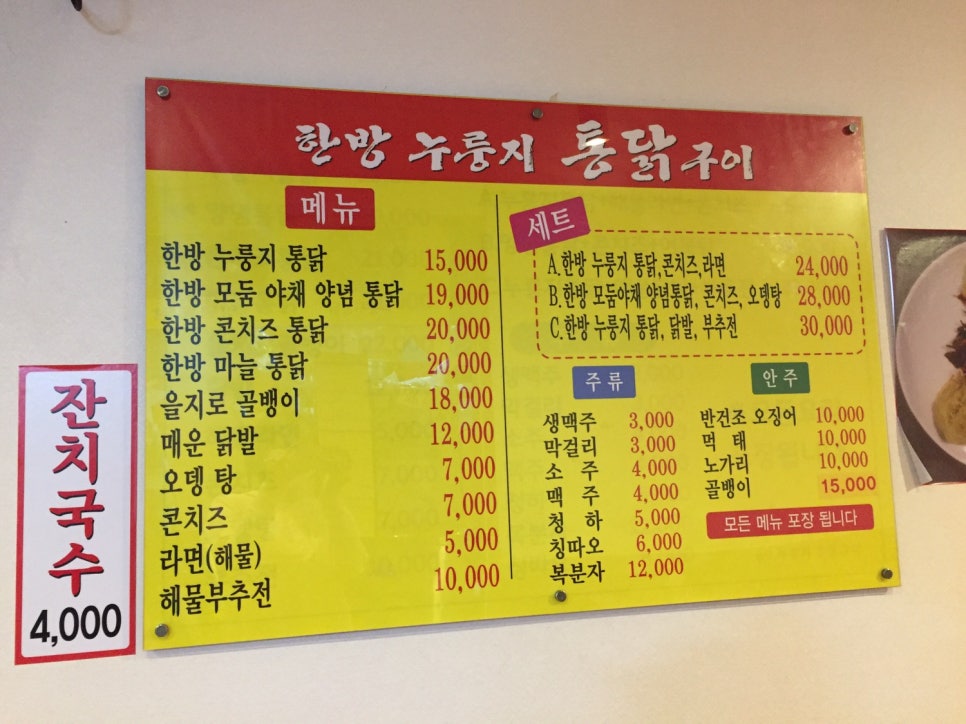 한방 누룽지 통닭구이
메뉴
한방 누룽지 통닭 15,000
한방 모둠 야채 양념 통닭 19,000
한방 콘치즈 통닭 20,000
한방 마늘 통닭 20,000
을지로 골뱅이 18,000
매운 닭발 12,000
오뎅 탕 7,000
콘치즈 7,000
라면(해물) 5,000
해물부추전 10,000
세트
A.한방 누룽지 통닭,콘치즈,라면 24,000
B.한방 모둠야채 양념통닭, 콘치즈, 오뎅탕 28,000
C.한방 누룽지 통닭, 닭발, 부추전 30,000
주류
생맥주 3,000
막걸리 3,000
소 주 4,000
맥 주 4,000
청 하 5,000
칭따오 6,000
복분자 12,000
안주
반건조 오징어 10,000
먹 태 10,000
노가리 10,000
골뱅이 15,000
모든 메뉴 포장 됩니다
잔치국수
4,000